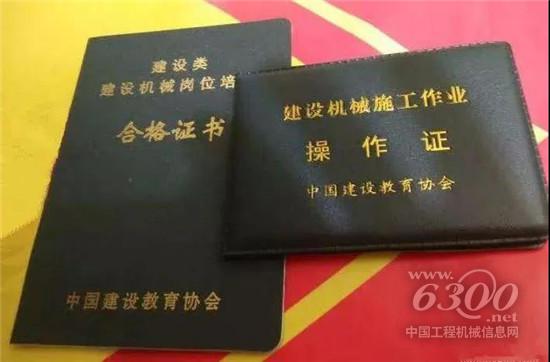 建设类
建设机械岗位培
合格证书
中国建设教育协会
建设机械施工作业
操作证
中国建设教育协会
www.
6300
.net
中国工程机械信息网